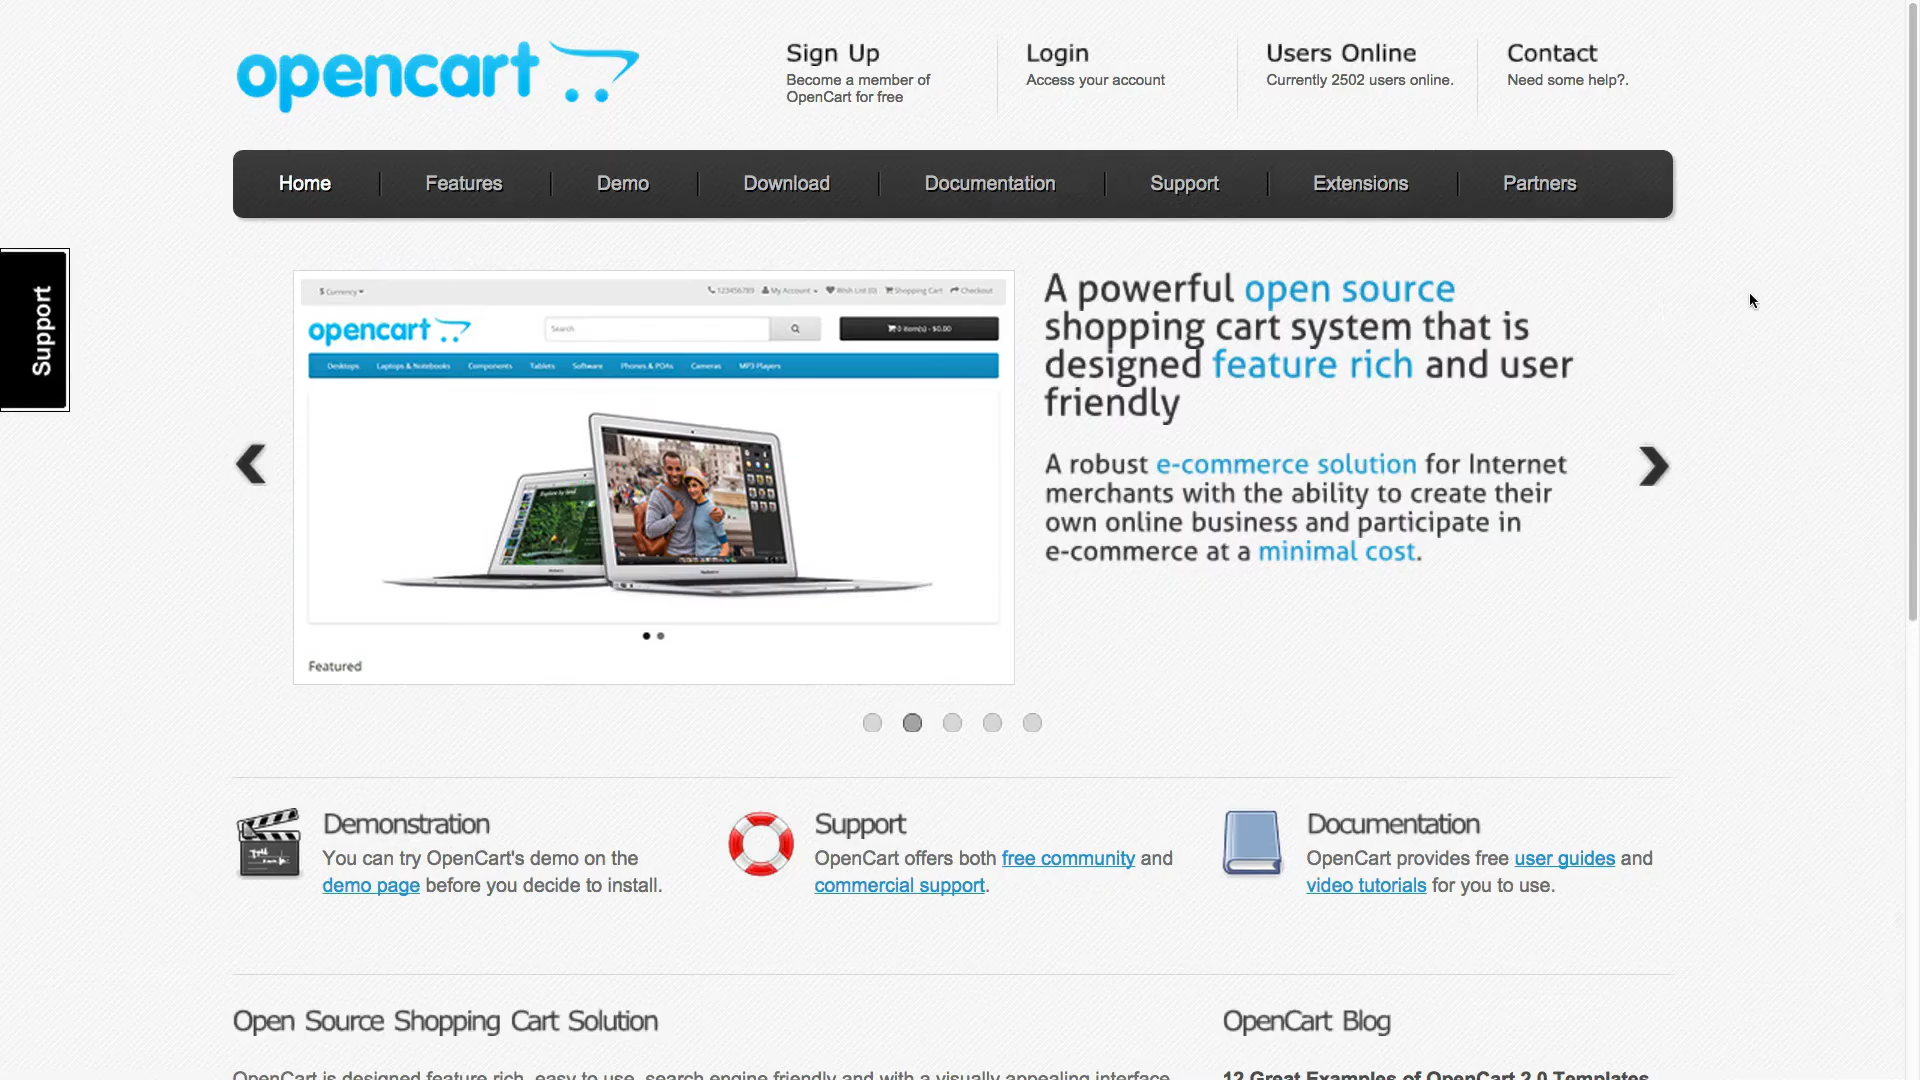 opencart
Sign Up
Become a member of
OpenCart for free
Login
Access your account
Users Online
Currently 2502 users online.
Contact
Need some help?.
Home
Features
Demo
Download
Documentation
Support
Extensions
Partners
Support
$ Currency
123456789 My Account Wish List (0) Shopping Cart Checkout
opencart
Search
0 item(s) - $0.00
Desktops Laptops & Notebooks Components Tablets Software Phones & PDAs Cameras MP3 Players
Featured
A powerful open source
shopping cart system that is
designed feature rich and user
friendly
A robust e-commerce solution for Internet
merchants with the ability to create their
own online business and participate in
e-commerce at a minimal cost.
Demonstration
You can try OpenCart's demo on the
demo page before you decide to install.
Support
OpenCart offers both free community and
commercial support.
Documentation
OpenCart provides free user guides and
video tutorials for you to use.
Open Source Shopping Cart Solution
OpenCart is designed feature rich, easy to use, search engine friendly and with a visually appealing interface.
OpenCart Blog
12 Great Examples of OpenCart 2.0 Templates